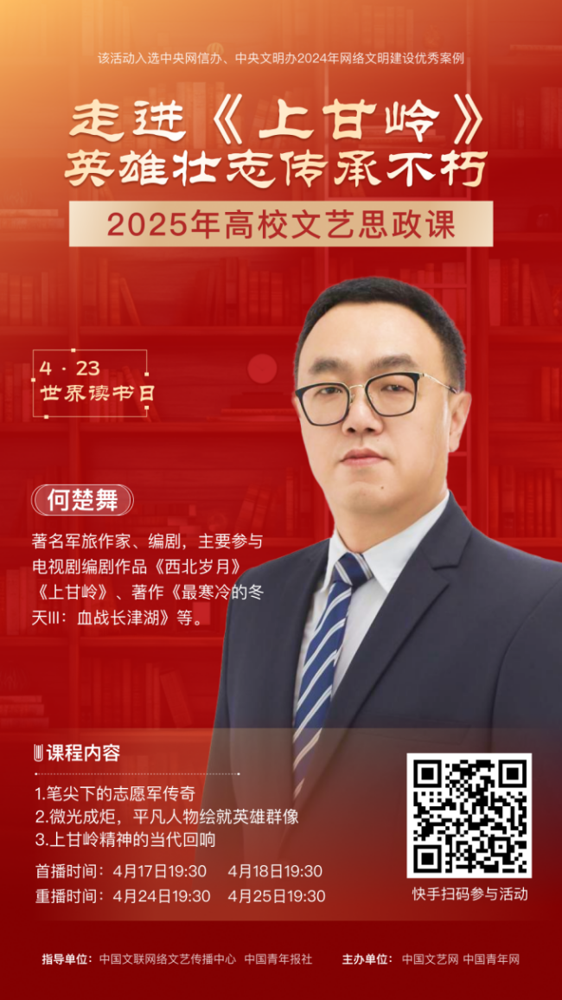 该活动入选中央网信办、中央文明办2024年网络文明建设优秀案例
走进《上甘岭》
英雄壮志传承不朽
2025年高校文艺思政课
4 · 23
世界读书日
何楚舞
著名军旅作家、编剧，主要参与
电视剧编剧作品《西北岁月》
《上甘岭》、著作《最寒冷的冬
天III：血战长津湖》等。
课程内容
1.笔尖下的志愿军传奇
2.微光成炬，平凡人物绘就英雄群像
3.上甘岭精神的当代回响
首播时间：4月17日19:30 4月18日19:30
重播时间：4月24日19:30 4月25日19:30
快手扫码参与活动
指导单位：中国文联网络文艺传播中心 中国青年报社 主办单位：中国文艺网 中国青年网